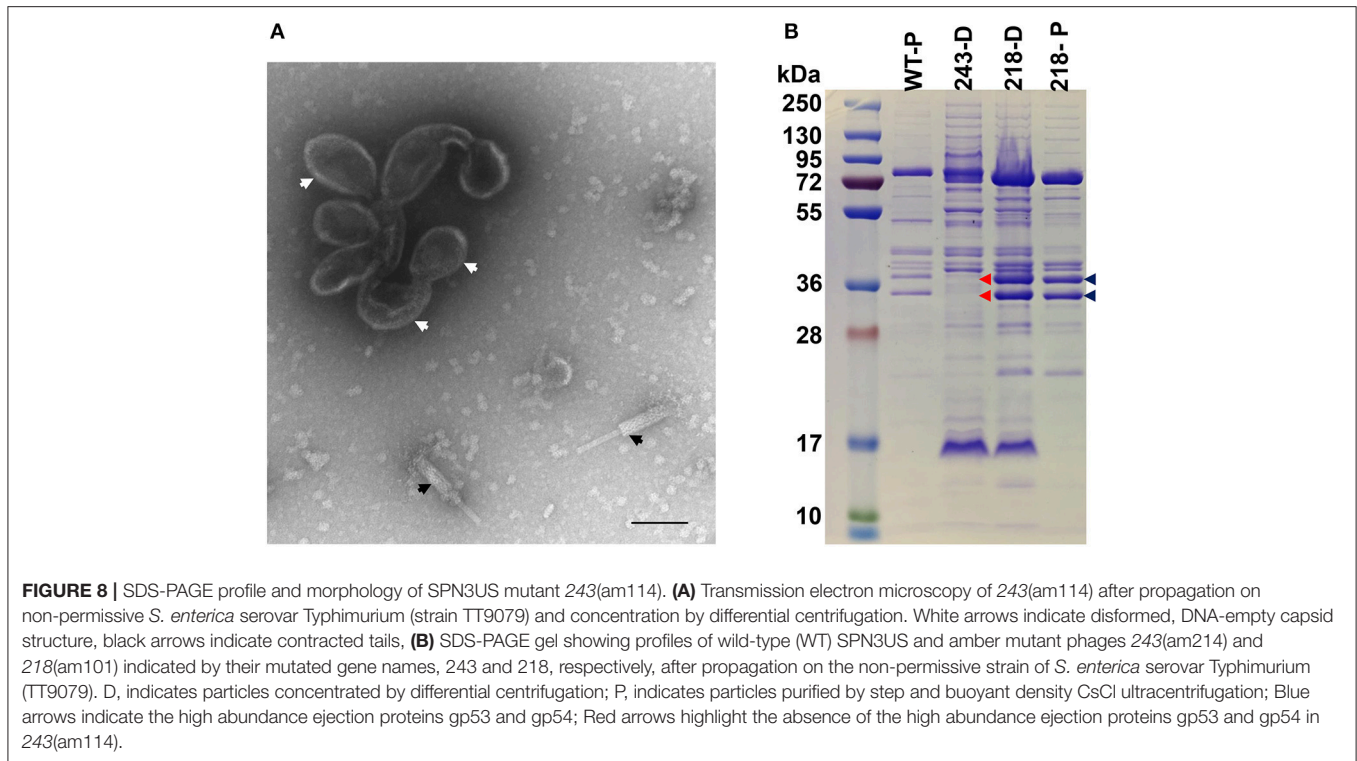 A
B
kDa
WT-P
243-D
218-D
218- P
250
130
95
72
55
36
28
17
10
FIGURE 8 | SDS-PAGE profile and morphology of SPN3US mutant 243(am114). (A) Transmission electron microscopy of 243(am114) after propagation on
non-permissive S. enterica serovar Typhimurium (strain TT9079) and concentration by differential centrifugation. White arrows indicate disformed, DNA-empty capsid
structure, black arrows indicate contracted tails, (B) SDS-PAGE gel showing profiles of wild-type (WT) SPN3US and amber mutant phages 243(am214) and
218(am101) indicated by their mutated gene names, 243 and 218, respectively, after propagation on the non-permissive strain of S. enterica serovar Typhimurium
(TT9079). D, indicates particles concentrated by differential centrifugation; P, indicates particles purified by step and buoyant density CsCl ultracentrifugation; Blue
arrows indicate the high abundance ejection proteins gp53 and gp54; Red arrows highlight the absence of the high abundance ejection proteins gp53 and gp54 in
243(am114).